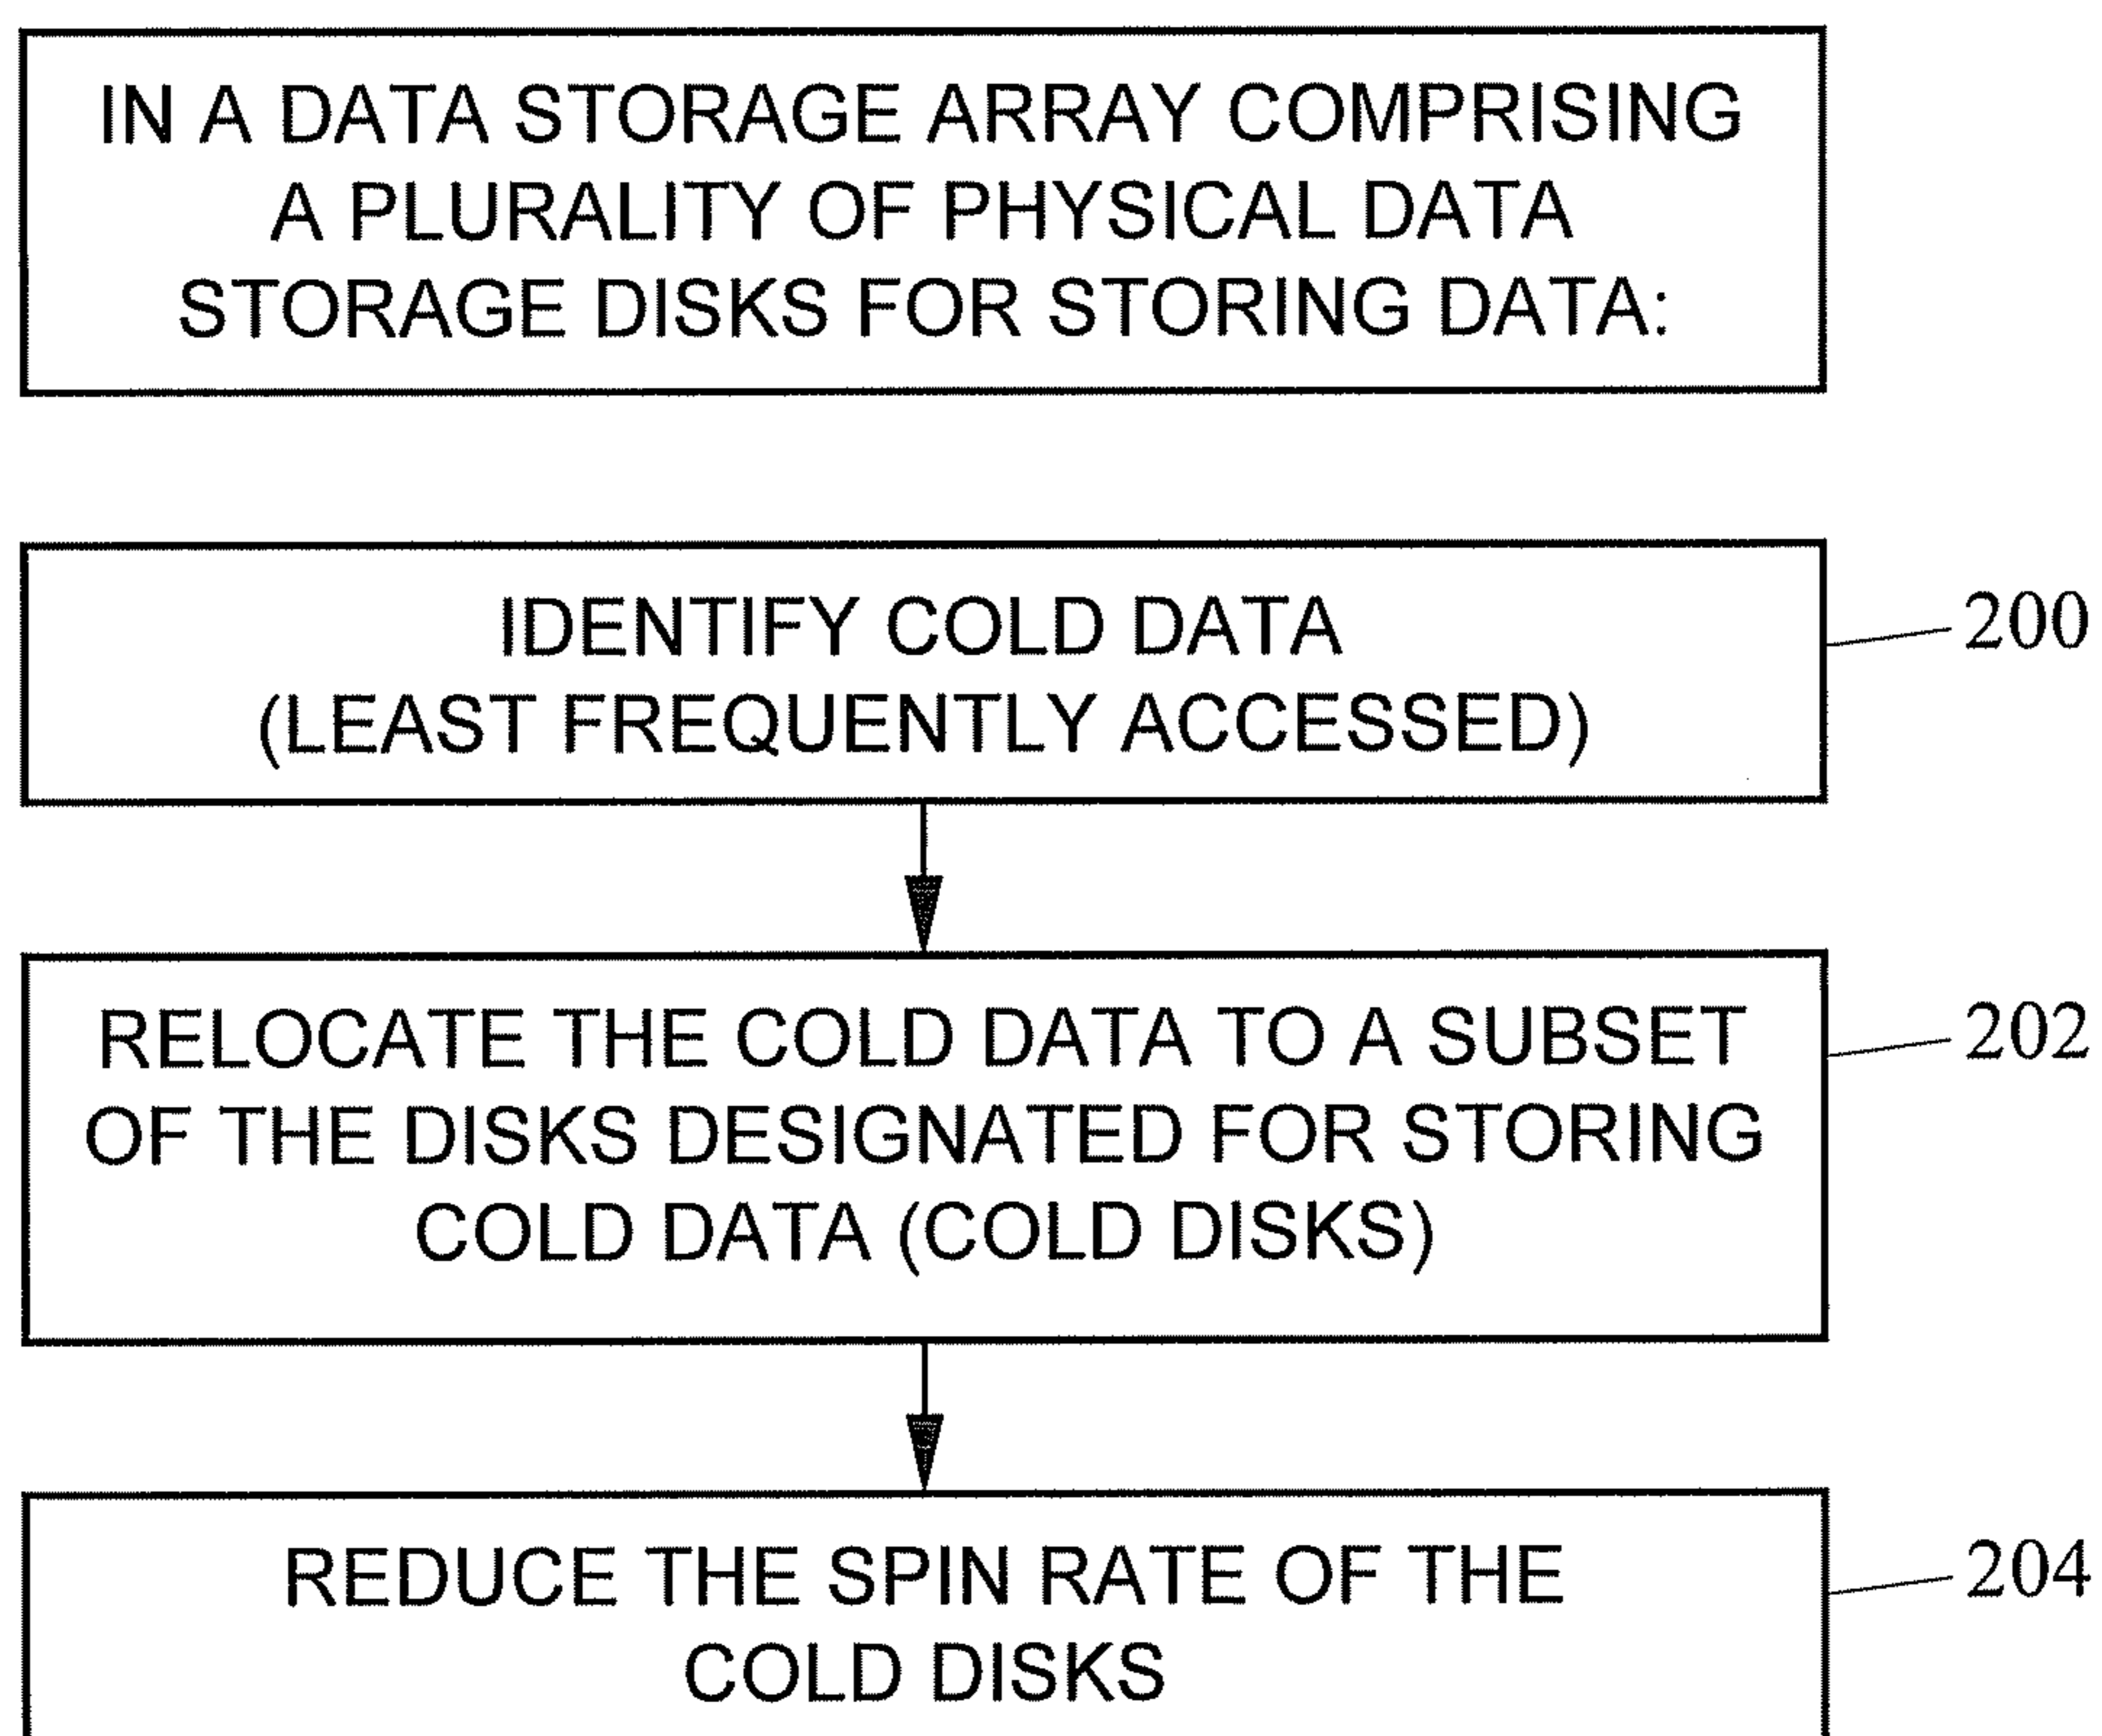 IN A DATA STORAGE ARRAY COMPRISING
A PLURALITY OF PHYSICAL DATA
STORAGE DISKS FOR STORING DATA:
IDENTIFY COLD DATA
(LEAST FREQUENTLY ACCESSED)
200
RELOCATE THE COLD DATA TO A SUBSET
OF THE DISKS DESIGNATED FOR STORING
COLD DATA (COLD DISKS)
202
REDUCE THE SPIN RATE OF THE
COLD DISKS
204